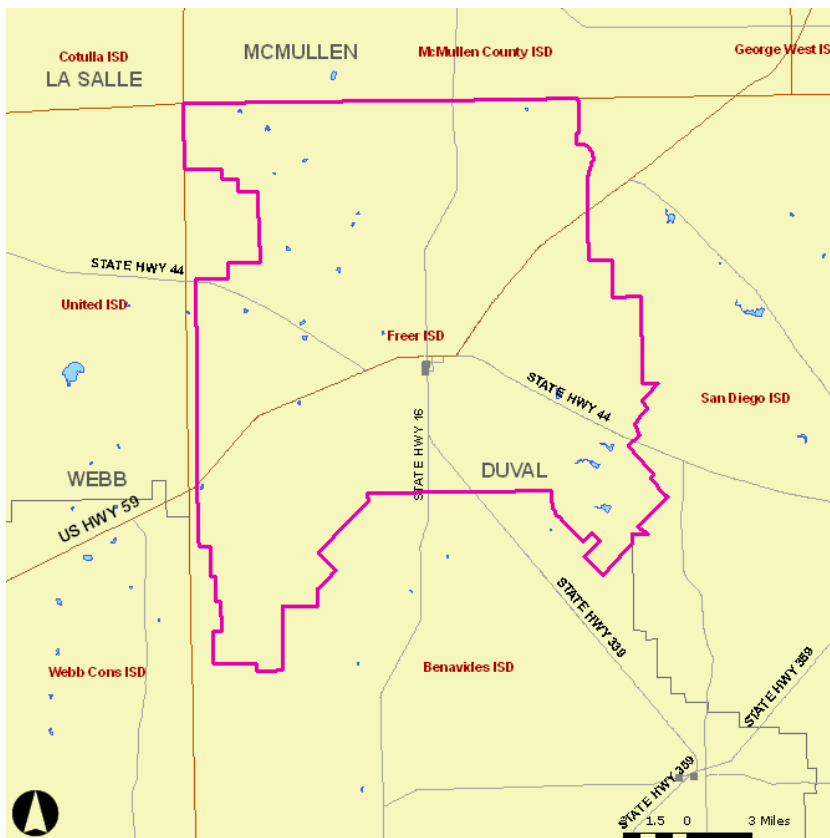 Cotulla ISD
MCMULLEN
McMullen County ISD
George West IS
LA SALLE
STATE HWY 44
United ISD
Freer ISD
STATE HWY 16
STATE HWY 44
San Diego ISD
WEBB
DUVAL
US HWY 59
STATE HWY 339
Webb Cons ISD
Benavides ISD
STATE HWY 359
STATE HWY 359
1.5 0 3 Miles